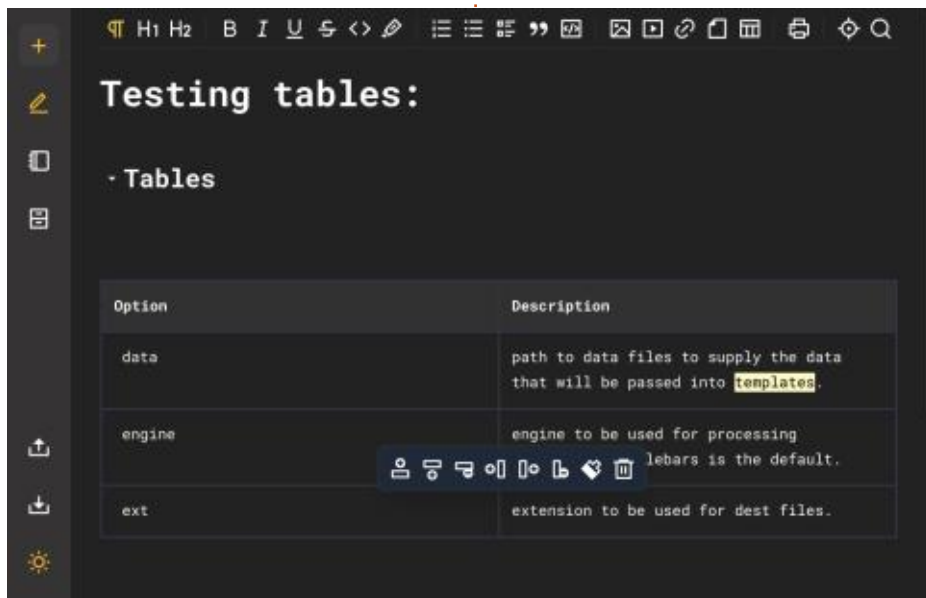 H1 H2 B I U S
Testing tables:
Tables
Option Description
data path to data files to supply the data
that will be passed into templates.
engine engine to be used for processing
lebars is the default.
ext extension to be used for dest files.